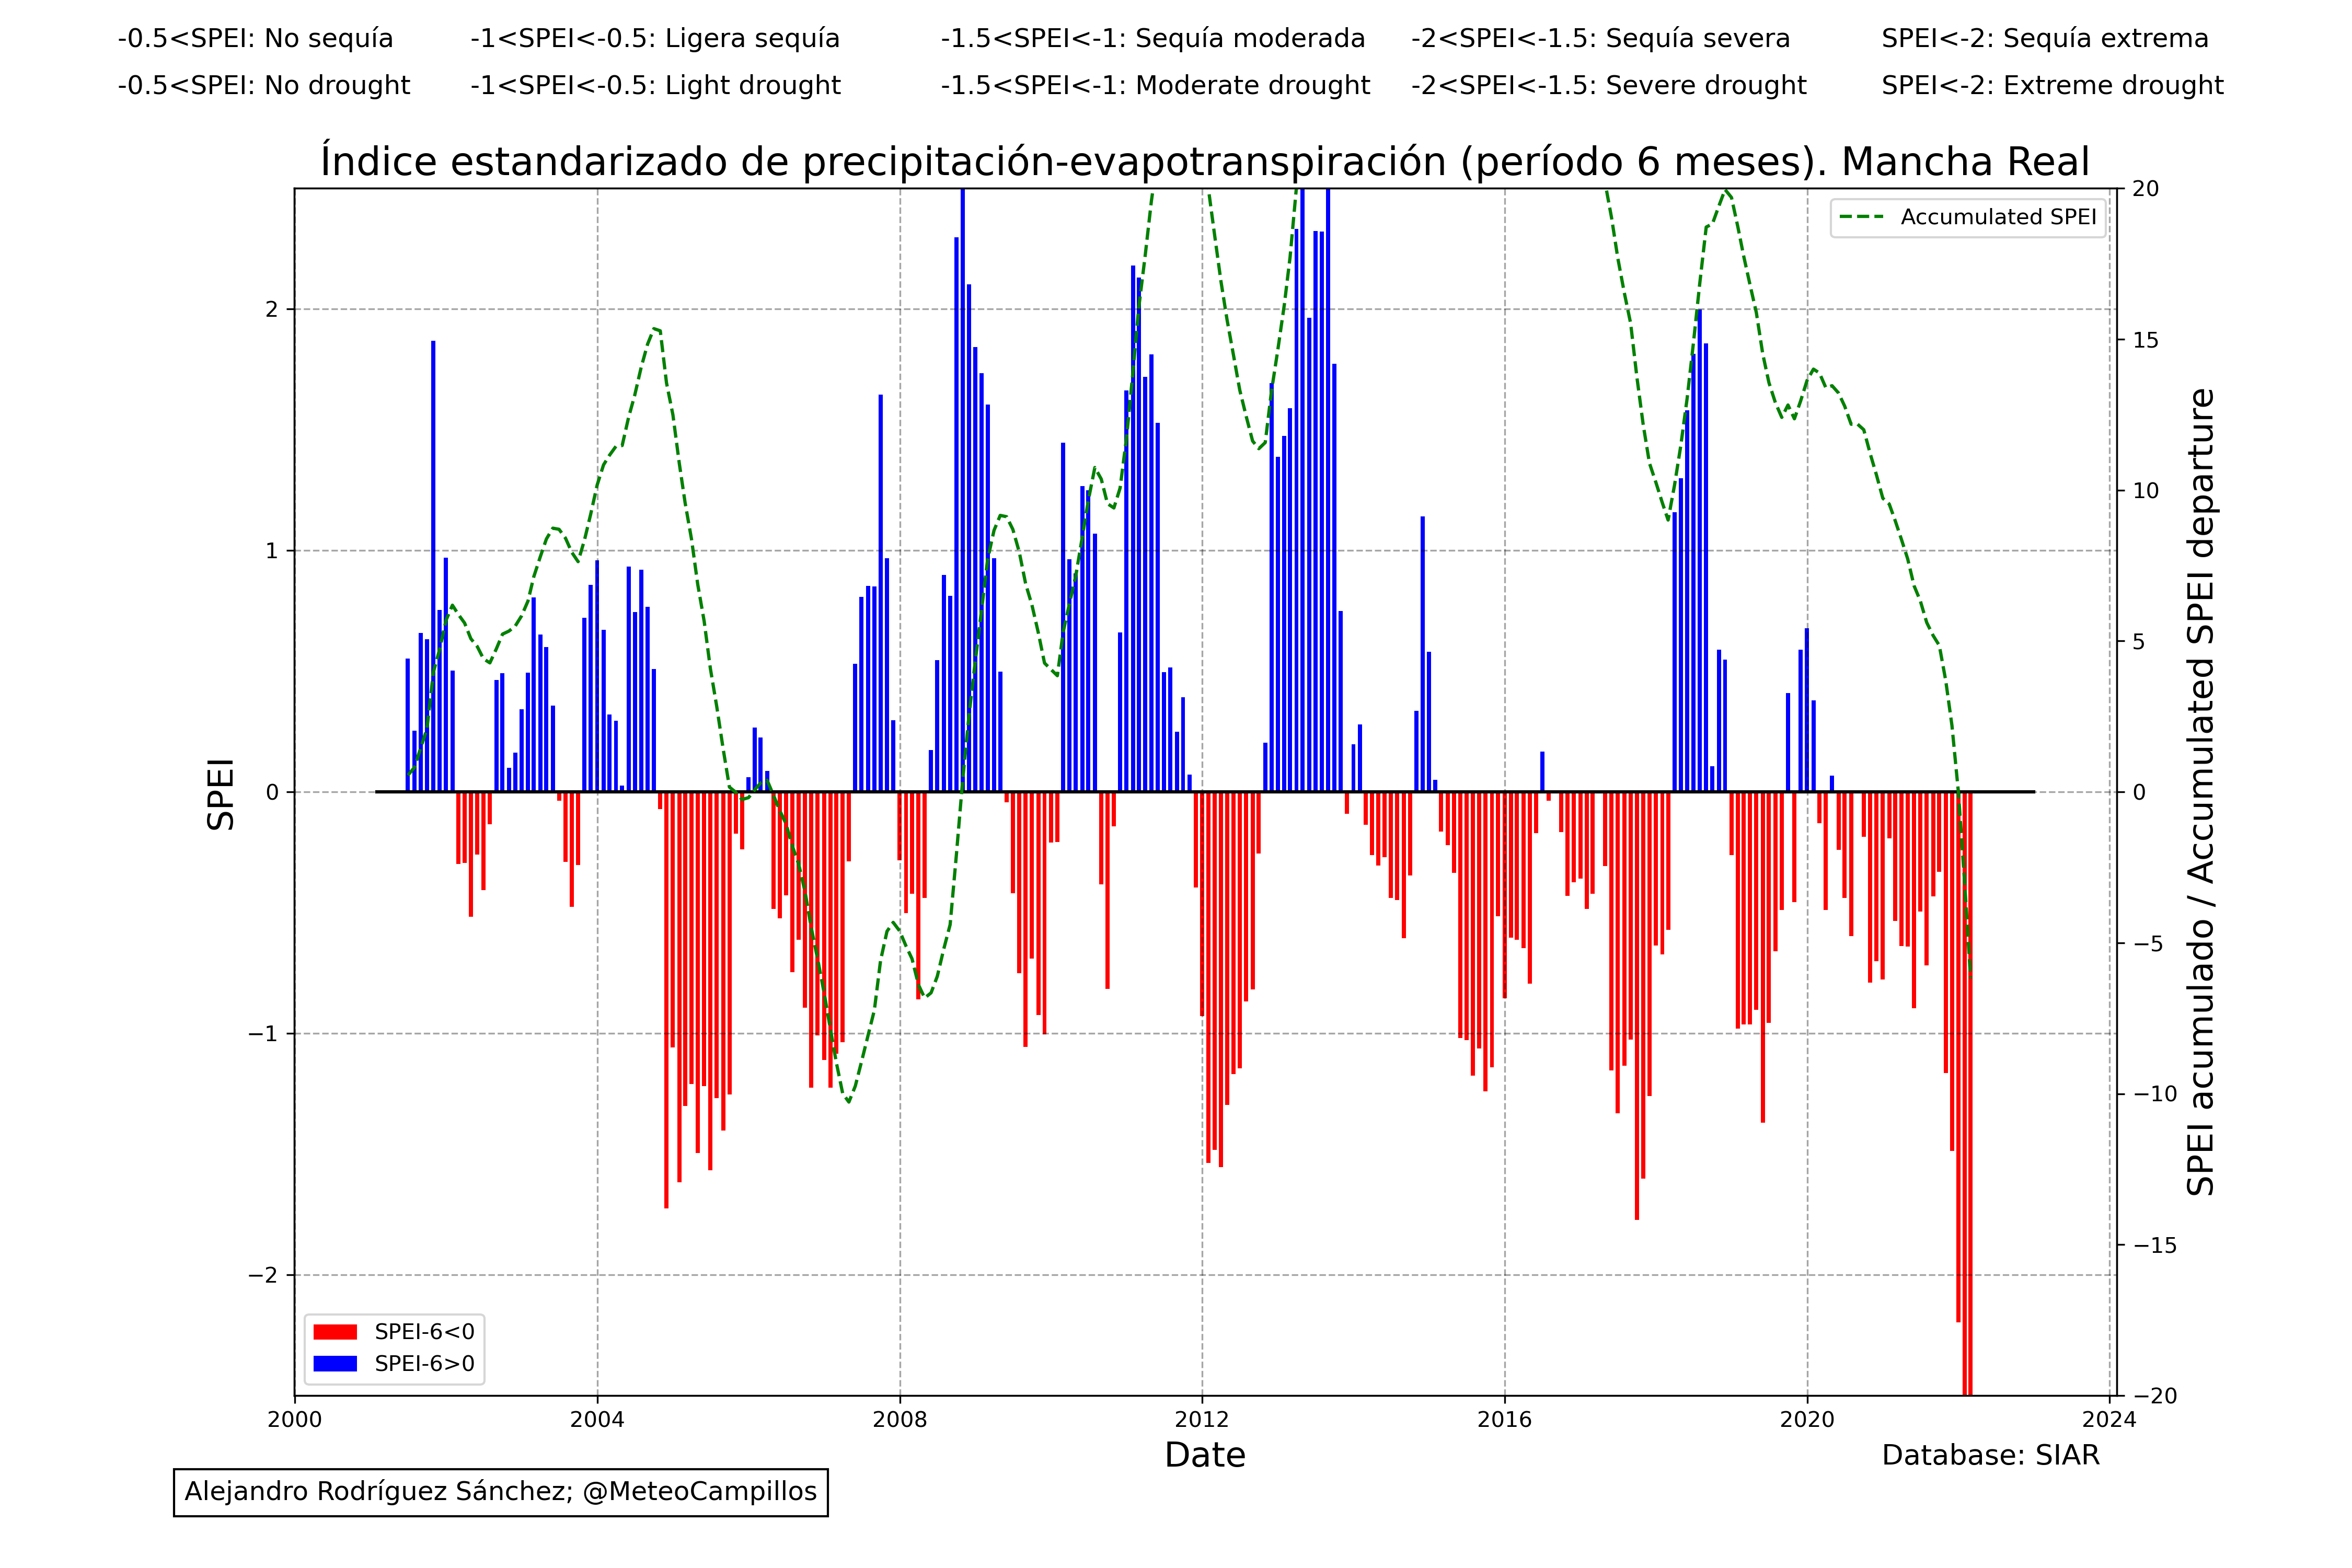 -0.5<SPEI: No sequía -1<SPEI<-0.5: Ligera sequía -1.5<SPEI<-1: Sequía moderada -2<SPEI<-1.5: Sequía severa SPEI<-2: Sequía extrema
-0.5<SPEI: No drought -1<SPEI<-0.5: Light drought -1.5<SPEI<-1: Moderate drought -2<SPEI<-1.5: Severe drought SPEI<-2: Extreme drought
Índice estandarizado de precipitación-evapotranspiración (período 6 meses). Mancha Real
Accumulated SPEI
SPEI
2
1
0
−1
−2
20
15
10
5
0
−5
−10
−15
−20
SPEI acumulado / Accumulated SPEI departure
SPEI-6<0
SPEI-6>0
2000 2004 2008 2012 2016 2020 2024
Date
Database: SIAR
Alejandro Rodríguez Sánchez; @MeteoCampillos